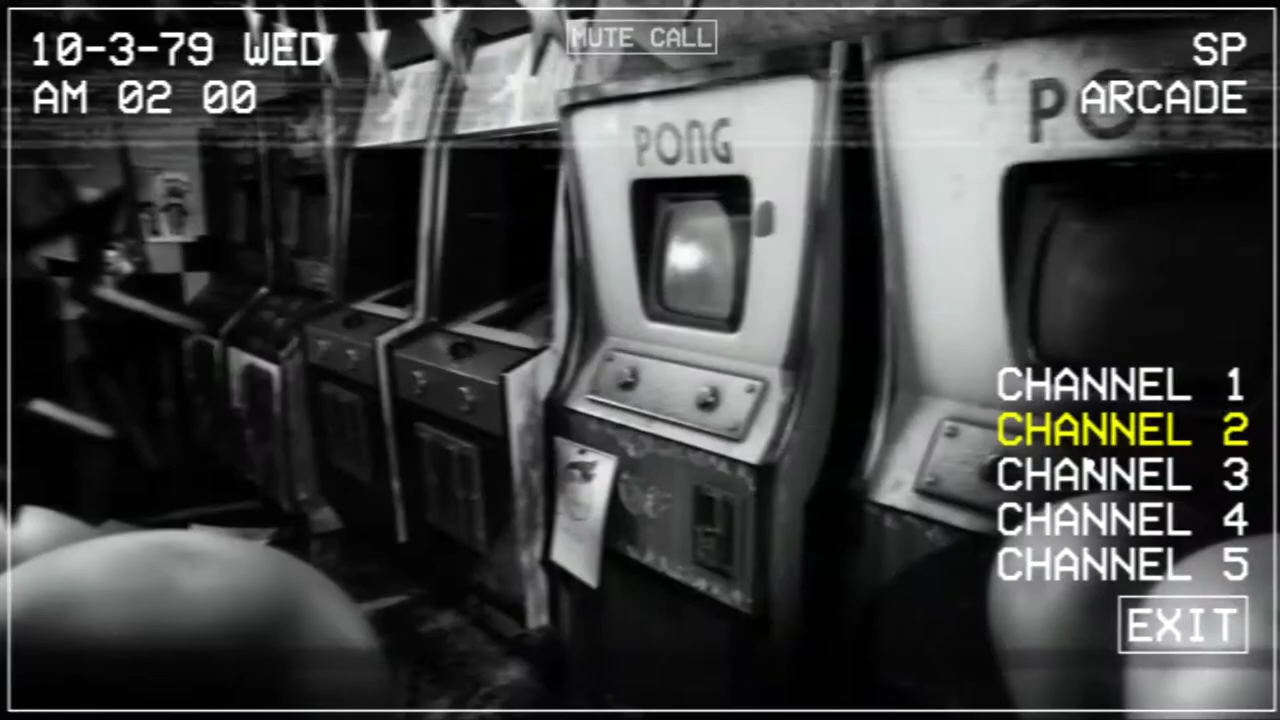 10-3-79 WED
AM 02 00
MUTE CALL
SP
ARCADE
PONG
PO
CHANNEL 1
CHANNEL 2
CHANNEL 3
CHANNEL 4
CHANNEL 5
EXIT